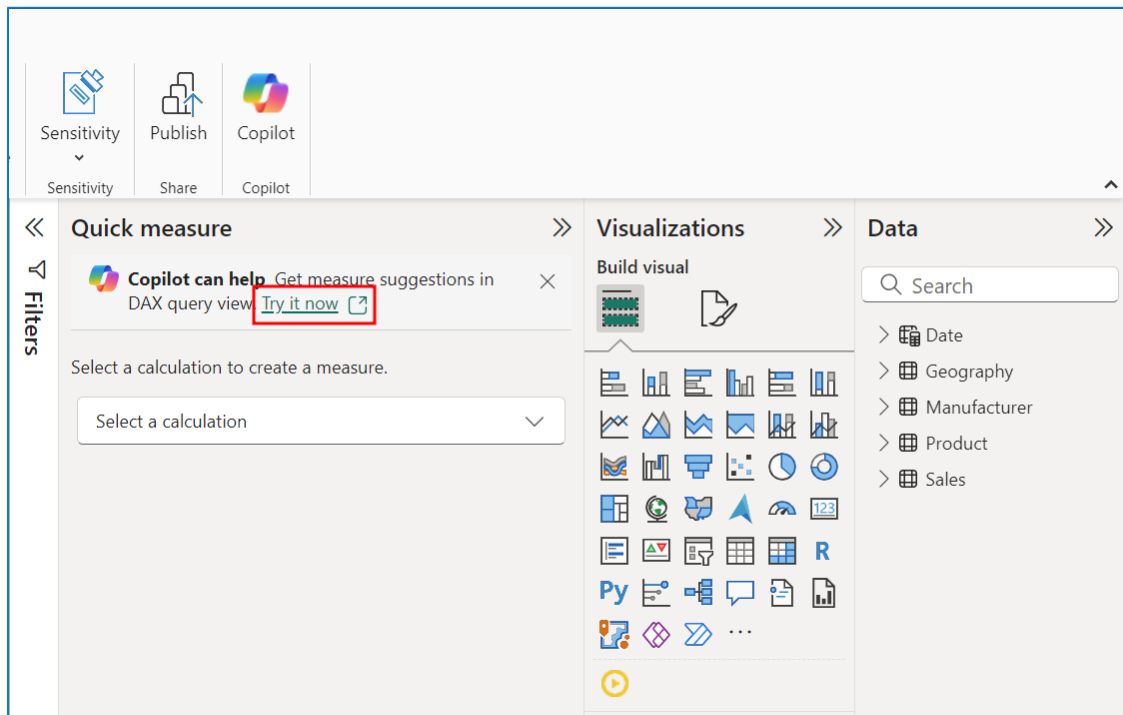 Sensitivity
Publish
Copilot
Sensitivity
Share
Copilot
Filters
Quick measure
Copilot can help Get measure suggestions in
DAX query view Try it now
Select a calculation to create a measure.
Select a calculation
Visualizations
Build visual
123
R
Py
Data
Search
Date
Geography
Manufacturer
Product
Sales